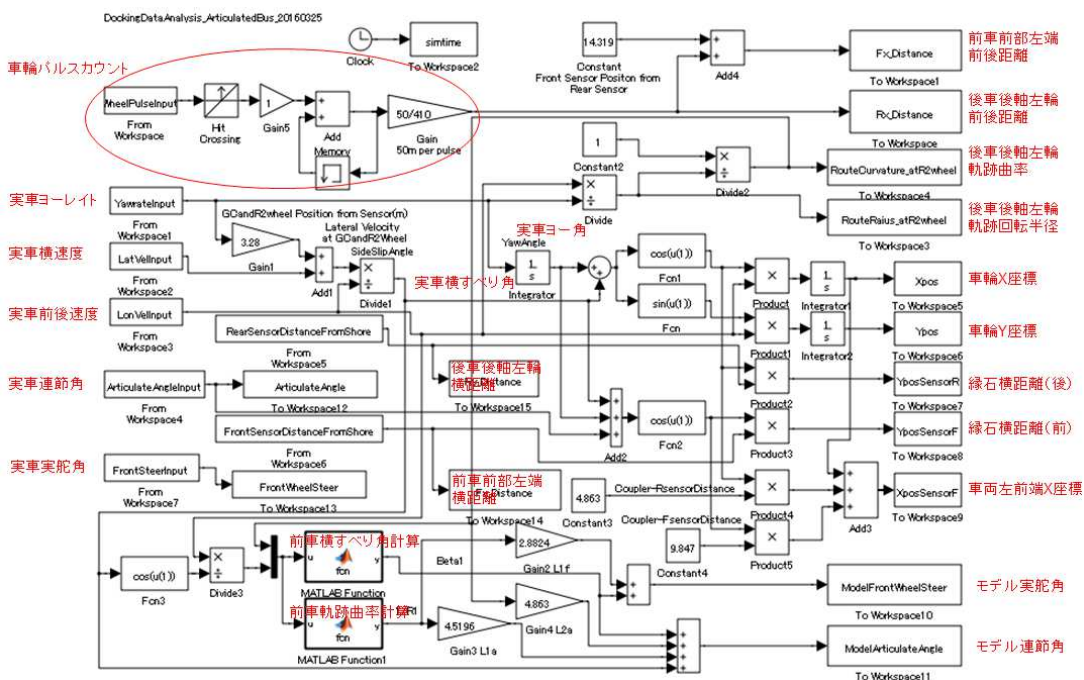 DockingDataAnalysis_ArticulatedBus_20160325
車輪パルスカウント
WheelPulseInput
From
Workspace
Hit
Crossing
1
Gain5
Add
Memory
50/410
Gain
50m per pulse
Clock
simtime
To Workspace2
14.319
Constant
Front Sensor Positon from
Rear Sensor
Add4
Fx_Distance
To Workspace1
前車前部左端
前後距離
Rx_Distance
To Workspace
後車後軸左輪
前後距離
1
Constant2
Divide
Divide2
RouteCurvature_atR2wheel
To Workspace4
後車後軸左輪
軌跡曲率
RouteRaius_atR2wheel
To Workspace3
後車後軸左輪
軌跡回転半径
実車ヨーレイト
YawrateInput
From
Workspace1
GCandR2wheel Position from Sensor(m)
3.28
Gain1
Lateral Velocity
at GCandR2Wheel
Add1
SideSlipAngle
Divide1
実車横速度
LatVelInput
From
Workspace2
実車前後速度
LonVelInput
From
Workspace3
実車横すべり角
実車ヨー角
YawAngle
1
s
Integrator
cos(u(1))
Fcn1
sin(u(1))
Fcn
Product
Product1
1
s
Integrator1
1
s
Integrator2
Xpos
To Workspace5
車輪X座標
Ypos
To Workspace6
車輪Y座標
RearSensorDistanceFromShore
From
Workspace5
後車後軸左輪
横距離
To Workspace15
Product2
YposSensorR
To Workspace7
縁石横距離(後)
実車連節角
ArticulateAngleInput
From
Workspace4
ArticulateAngle
To Workspace12
FrontSensorDistanceFromShore
From
Workspace6
Add2
cos(u(1))
Fcn2
Product3
YposSensorF
To Workspace8
縁石横距離(前)
実車実舵角
FrontSteerInput
From
Workspace7
FrontWheelSteer
To Workspace13
前車前部左端
横距離
To Workspace14
4.863
Constant3
Coupler-RsensorDistance
Product4
Coupler-FsensorDistance
9.847
Constant4
Product5
Add3
XposSensorF
To Workspace9
車両左前端X座標
cos(u(1))
Fcn3
Divide3
前車横すべり角計算
u
fcn
y
MATLAB Function
Beta1
前車軌跡曲率計算
u
fcn
y
MATLAB Function1
2.8824
Gain2 L1f
4.863
Gain4 L2a
4.5196
Gain3 L1a
ModelFrontWheelSteer
To Workspace10
モデル実舵角
ModelArticulateAngle
To Workspace11
モデル連節角